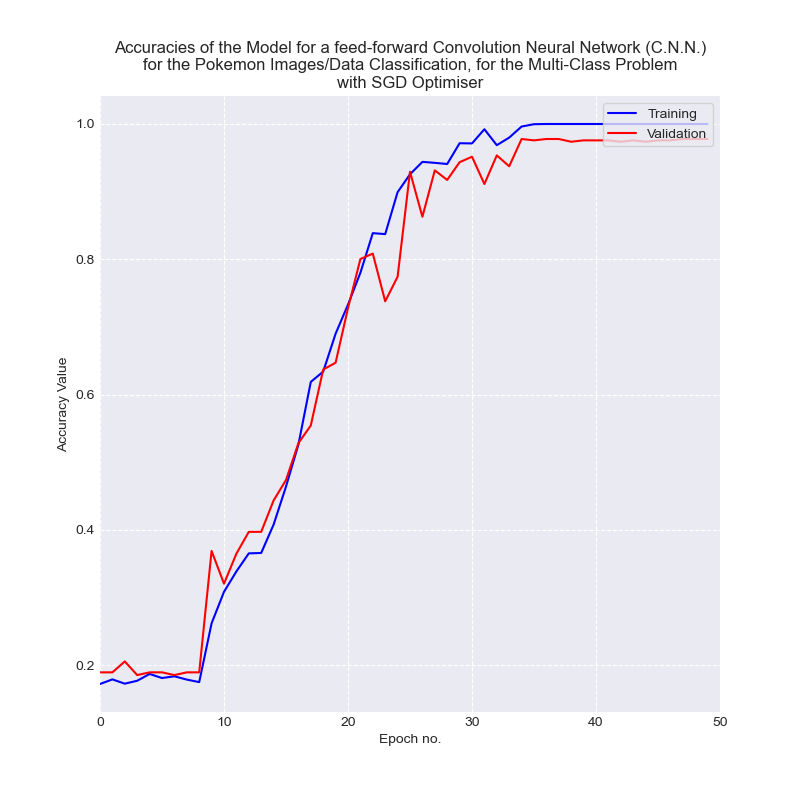 Accuracies of the Model for a feed-forward Convolution Neural Network (C.N.N.)
for the Pokemon Images/Data Classification, for the Multi-Class Problem
with SGD Optimiser
Training
Validation
1.0
0.8
0.6
0.4
0.2
Accuracy Value
0 10 20 30 40 50
Epoch no.